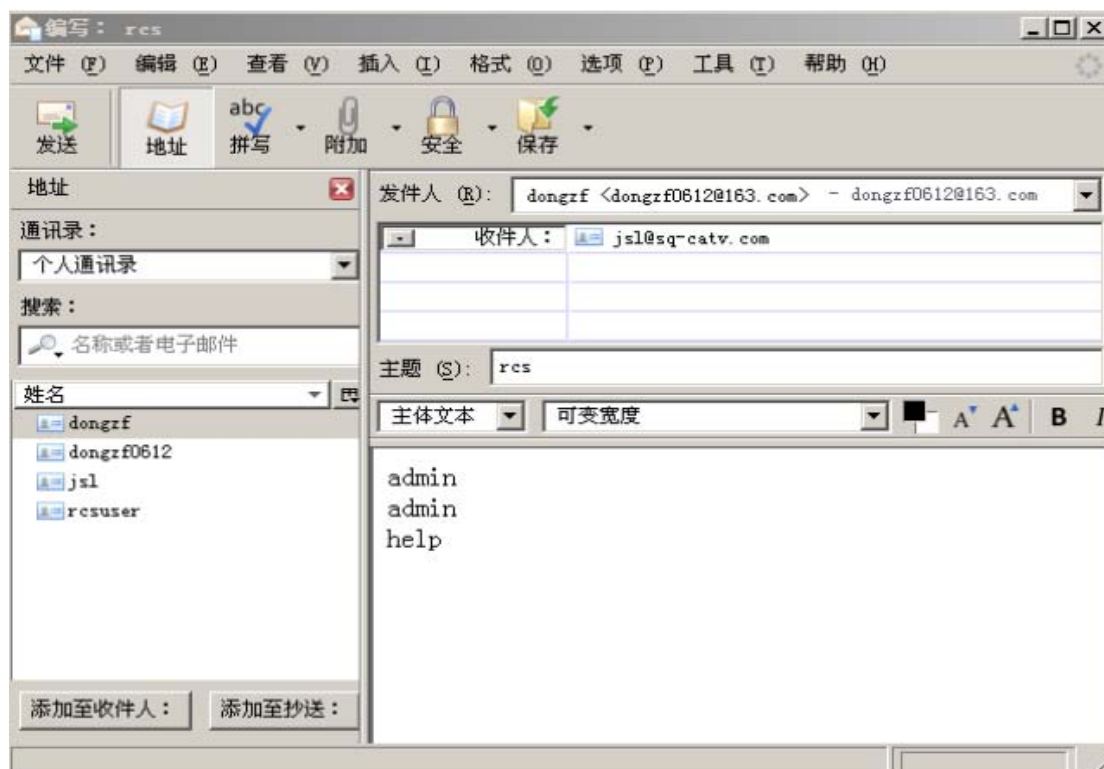 编写： rcs
文件 (F) 编辑 (E) 查看 (V) 插入 (I) 格式 (O) 选项 (P) 工具 (T) 帮助 (H)
发送 地址 abc 拼写 附加 安全 保存
地址
通讯录：
个人通讯录
搜索：
名称或者电子邮件
姓名
dongzf
dongzf0612
jsl
rcsuser
添加至收件人： 添加至抄送：
发件人 (R): dongzf <dongzf0612@163.com> - dongzf0612@163.com
收件人： jsl@sq-catv.com
主题 (S): rcs
主体文本 可变宽度 A A B I
admin
admin
help